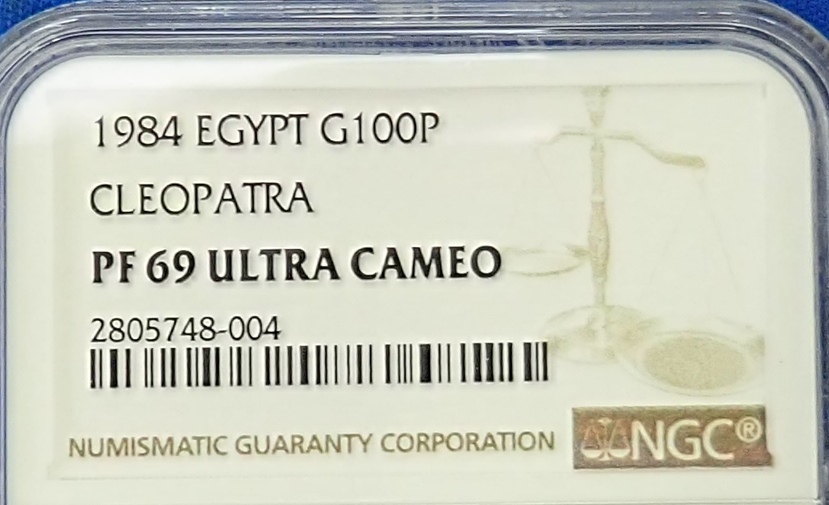 1984 EGYPT G100P
CLEOPATRA
PF 69 ULTRA CAMEO
2805748-004
NUMISMATIC GUARANTY CORPORATION
NGC®